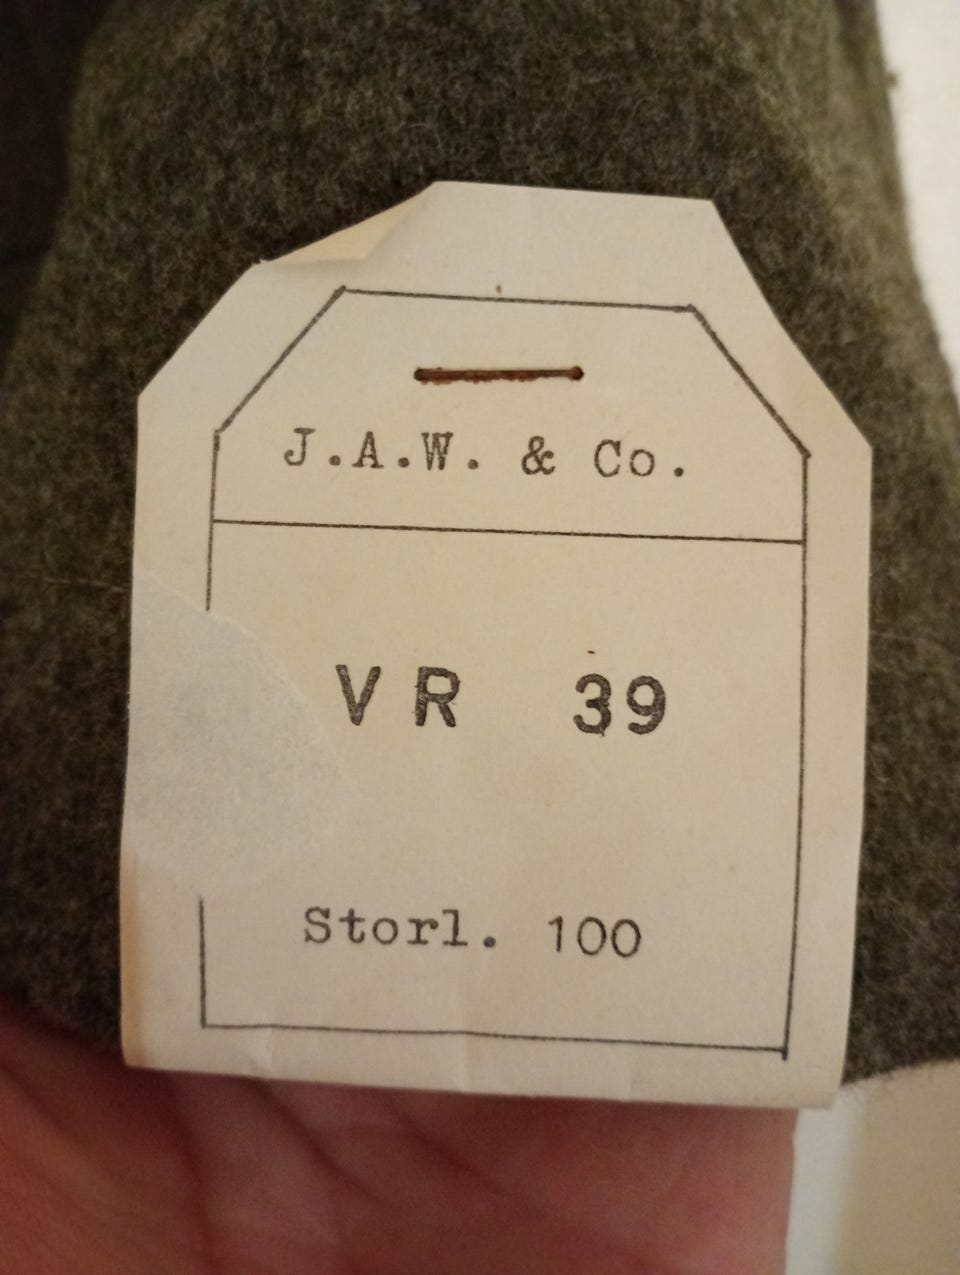 J.A.W. & Co.
VR 39
Storl. 100